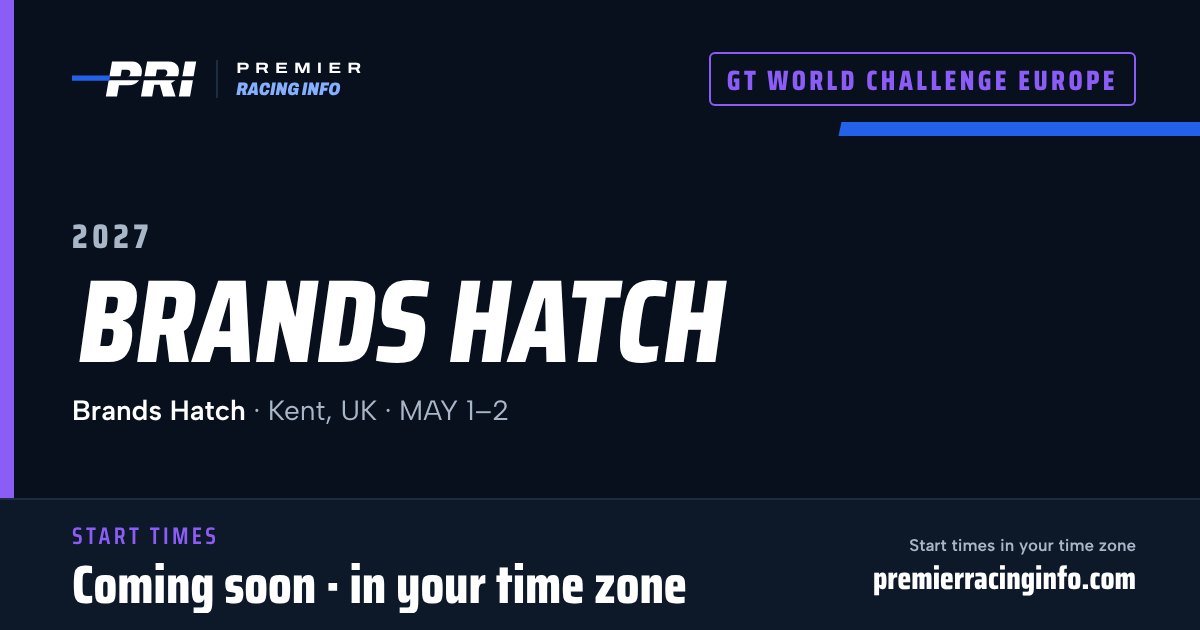 PRI
PREMIER
RACING INFO
GT WORLD CHALLENGE EUROPE
2027
BRANDS HATCH
Brands Hatch · Kent, UK · MAY 1–2
START TIMES
Coming soon · in your time zone
Start times in your time zone
premierracinginfo.com